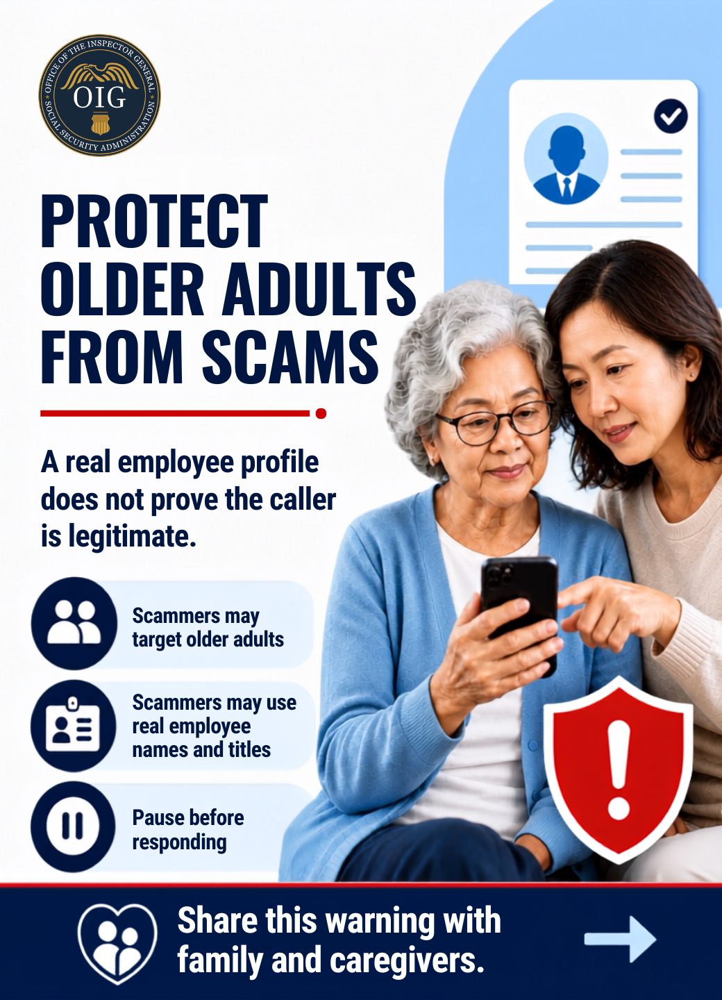 OFFICE OF THE INSPECTOR GENERAL
OIG
SOCIAL SECURITY ADMINISTRATION
PROTECT
OLDER ADULTS
FROM SCAMS
A real employee profile
does not prove the caller
is legitimate.
Scammers may
target older adults
Scammers may use
real employee
names and titles
Pause before
responding
Share this warning with
family and caregivers.